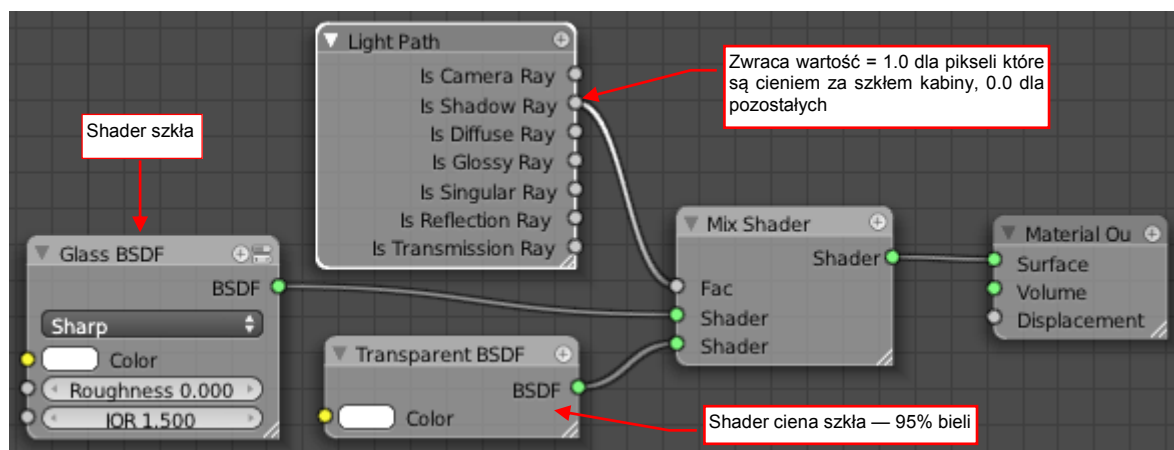 Light Path
Is Camera Ray
Is Shadow Ray
Is Diffuse Ray
Is Glossy Ray
Is Singular Ray
Is Reflection Ray
Is Transmission Ray
Zwraca wartość = 1.0 dla pikseli które
są cieniem za szkłem kabiny, 0.0 dla
pozostałych
Shader szkła
Glass BSDF
BSDF
Sharp
Color
Roughness 0.000
IOR 1.500
Transparent BSDF
BSDF
Color
Mix Shader
Shader
Fac
Shader
Shader
Material Ou
Surface
Volume
Displacement
Shader ciena szkła — 95% bieli